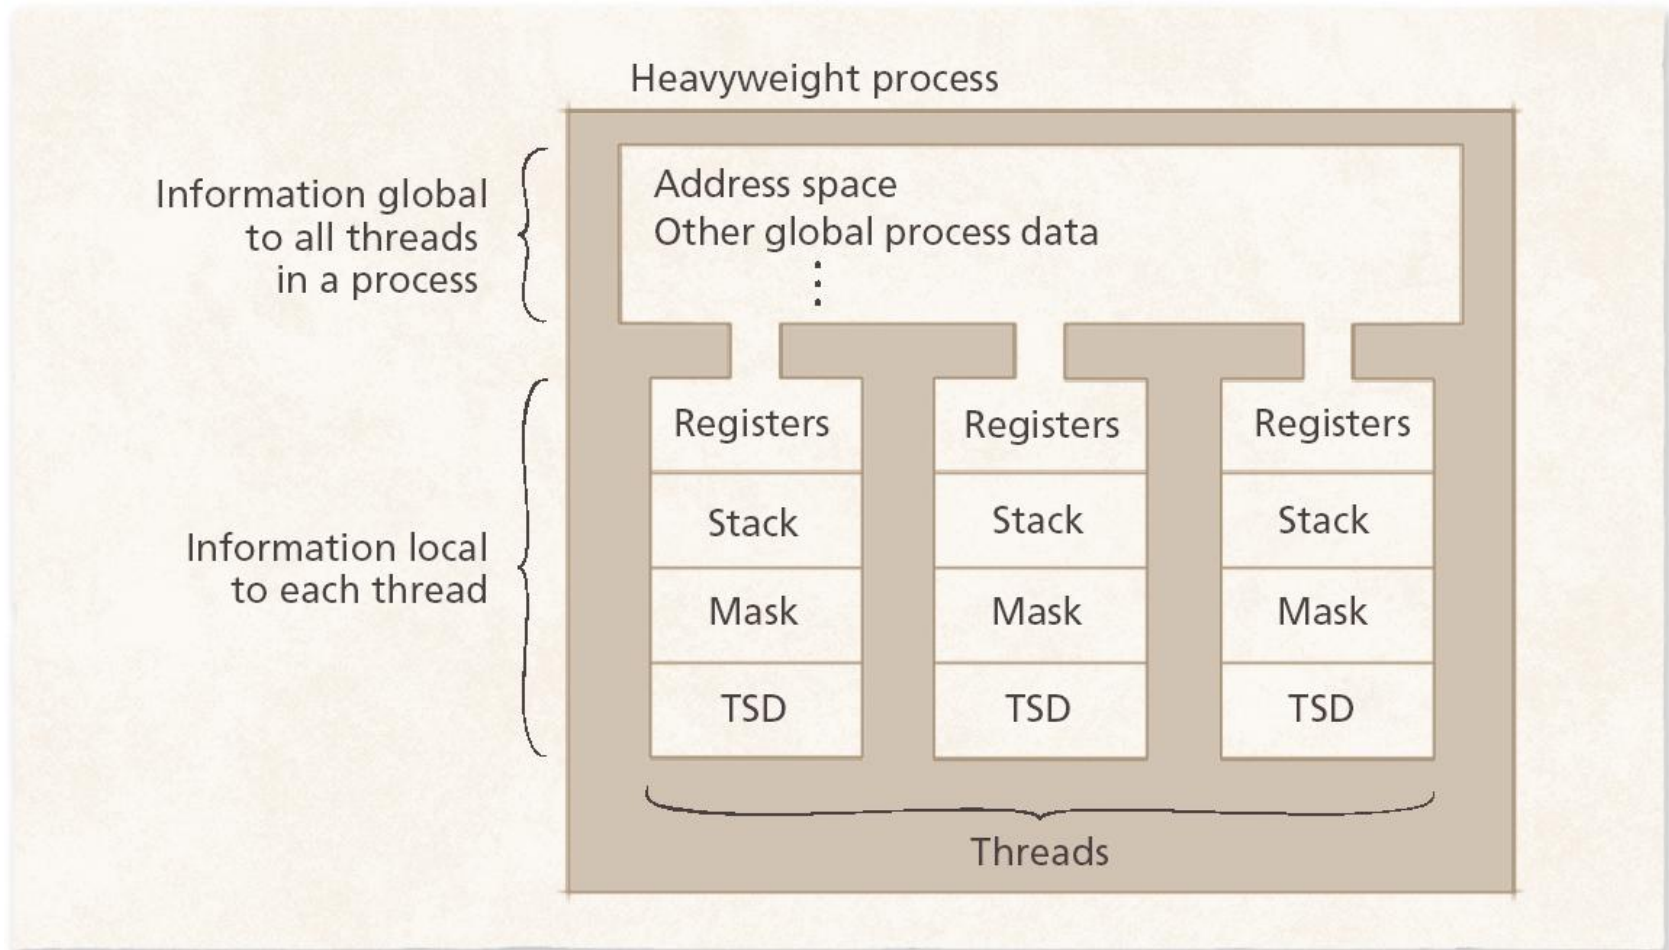 Heavyweight process
Information global
to all threads
in a process
Address space
Other global process data
Information local
to each thread
Registers
Stack
Mask
TSD
Registers
Stack
Mask
TSD
Registers
Stack
Mask
TSD
Threads